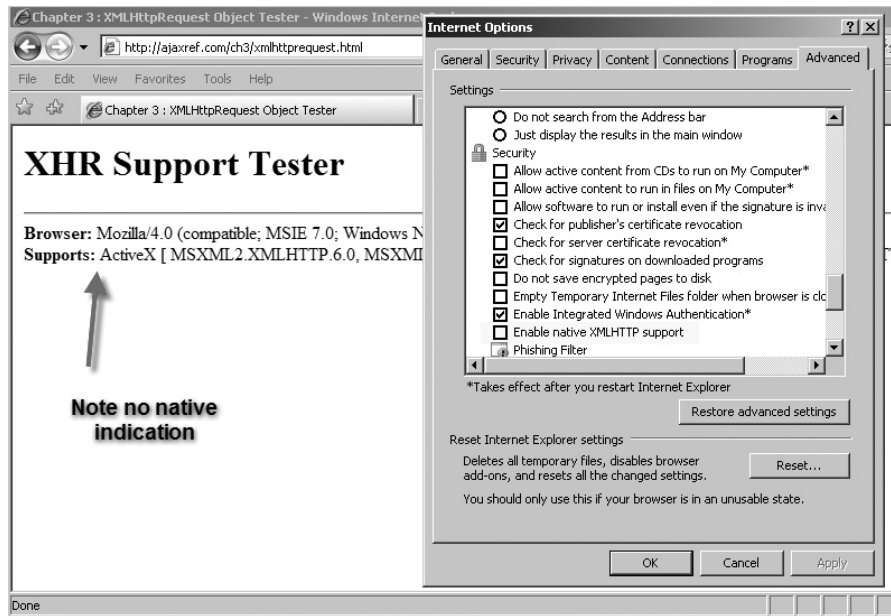 Chapter 3 : XMLHttpRequest Object Tester - Windows Internet
http://ajaxref.com/ch3/xmlhttprequest.html
File Edit View Favorites Tools Help
Chapter 3 : XMLHttpRequest Object Tester
XHR Support Tester
Browser: Mozilla/4.0 (compatible; MSIE 7.0; Windows N
Supports: ActiveX [ MSXML2.XMLHTTP.6.0, MSXML
Note no native
indication
Done
Internet Options
General Security Privacy Content Connections Programs Advanced
Settings
Do not search from the Address bar
Just display the results in the main window
Security
Allow active content from CDs to run on My Computer*
Allow active content to run in files on My Computer*
Allow software to run or install even if the signature is inva
Check for publisher's certificate revocation
Check for server certificate revocation*
Check for signatures on downloaded programs
Do not save encrypted pages to disk
Empty Temporary Internet Files folder when browser is clo
Enable Integrated Windows Authentication*
Enable native XMLHTTP support
Phishing Filter
*Takes effect after you restart Internet Explorer
Restore advanced settings
Reset Internet Explorer settings
Deletes all temporary files, disables browser
add-ons, and resets all the changed settings.
Reset...
You should only use this if your browser is in an unusable state.
OK Cancel Apply